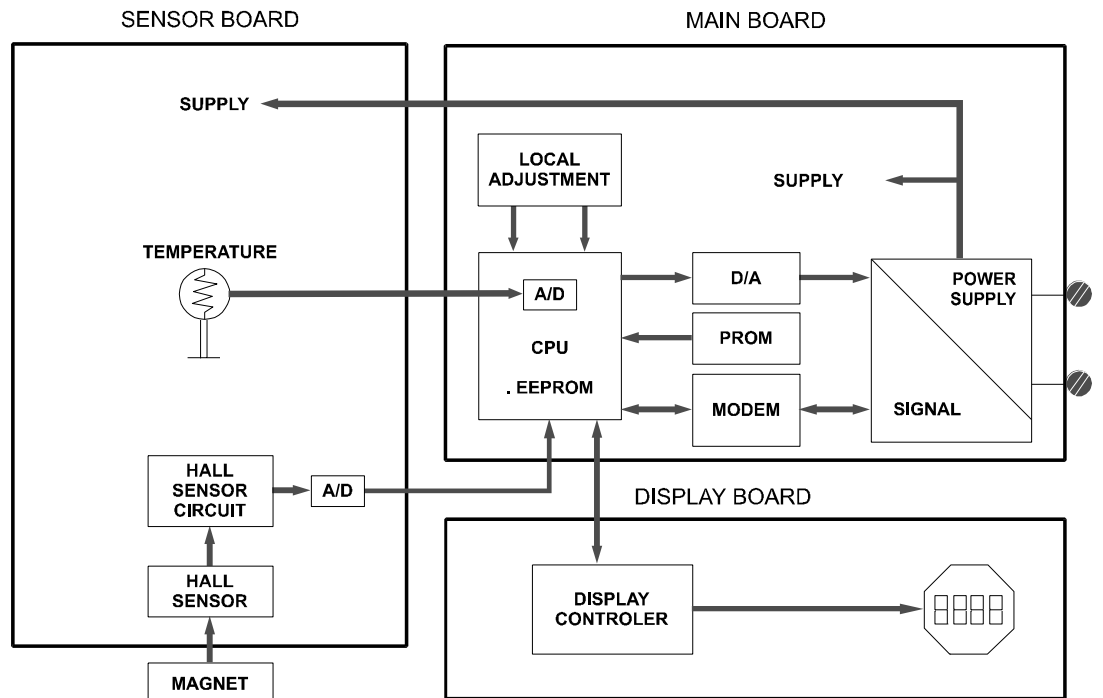 SENSOR BOARD
MAIN BOARD
SUPPLY
LOCAL
ADJUSTMENT
SUPPLY
TEMPERATURE
A/D
CPU
. EEPROM
D/A
PROM
MODEM
POWER
SUPPLY
SIGNAL
HALL
SENSOR
CIRCUIT
A/D
HALL
SENSOR
MAGNET
DISPLAY BOARD
DISPLAY
CONTROLER
8888